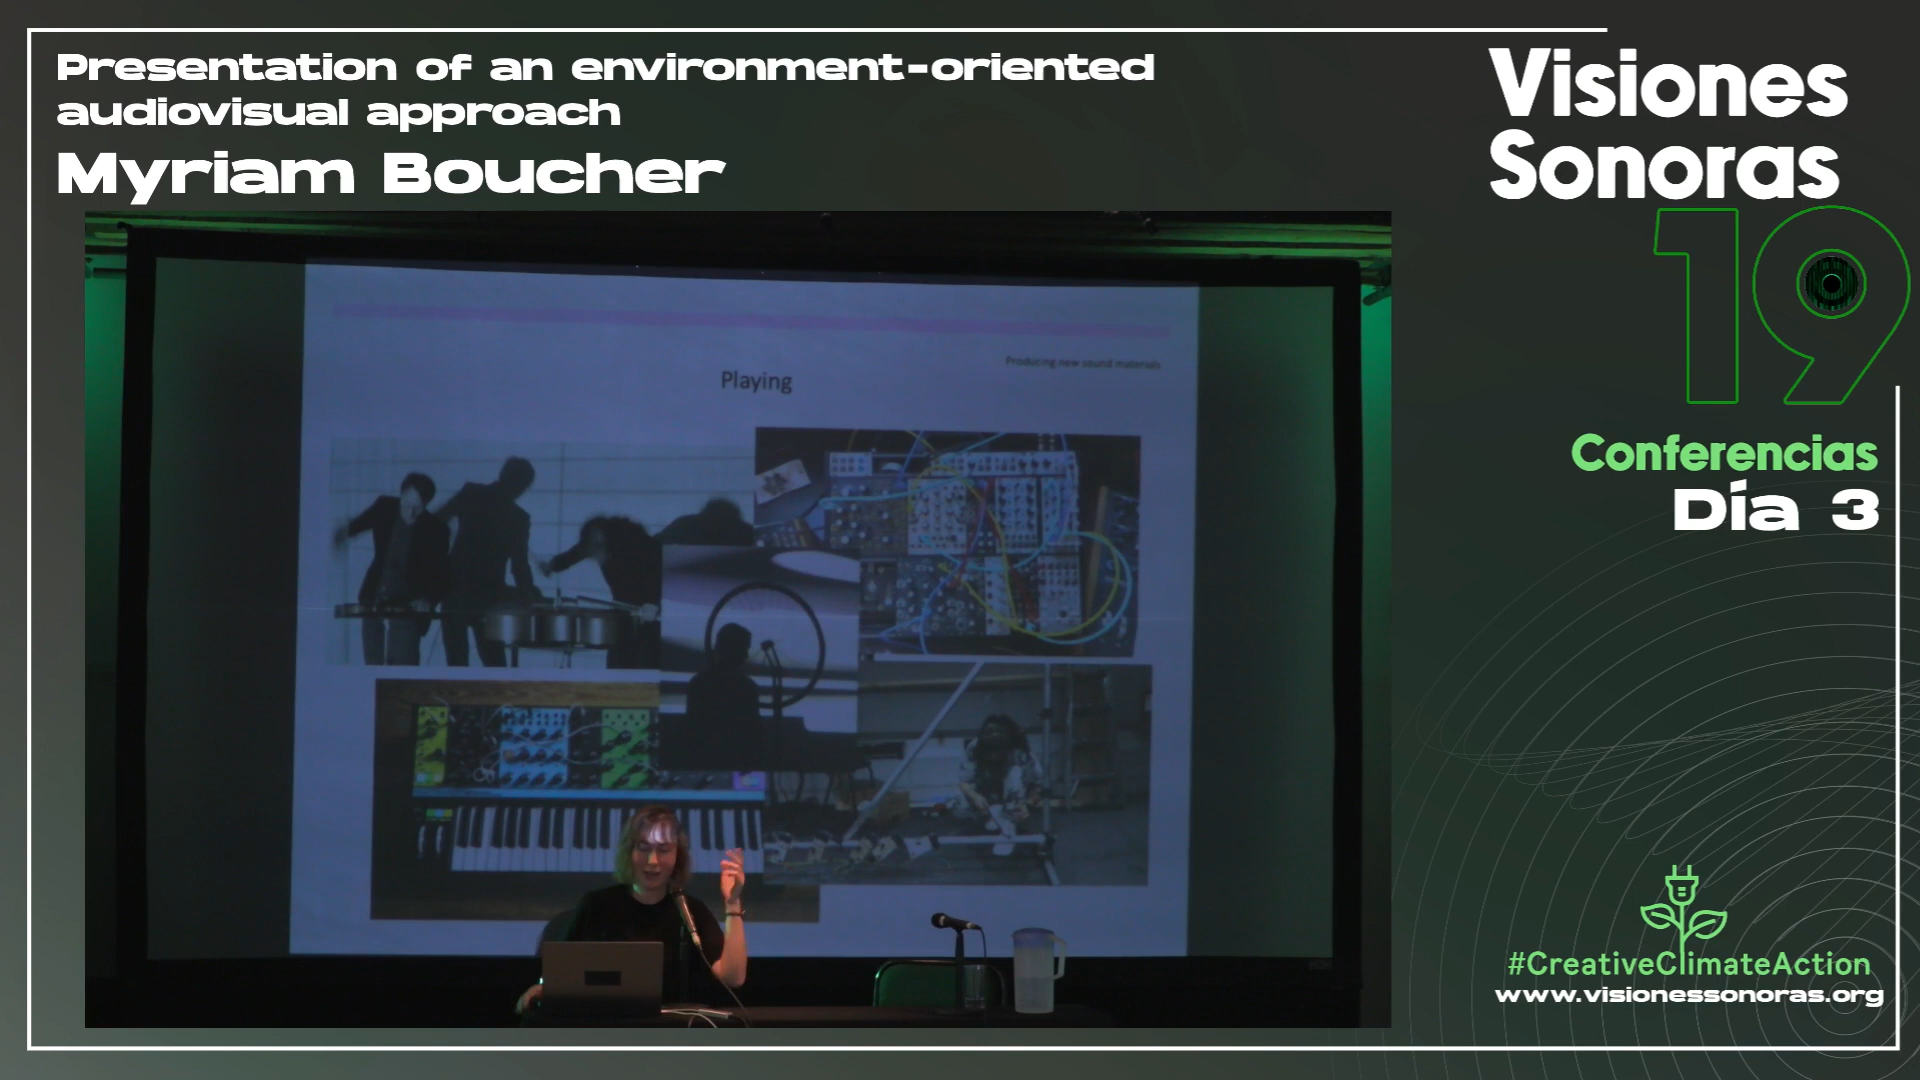 Presentation of an environment-oriented
audiovisual approach
Myriam Boucher
Visiones
Sonoras
19
Conferencias
Día 3
Producing new sound materials
Playing
#CreativeClimateAction
www.visionessonoras.org